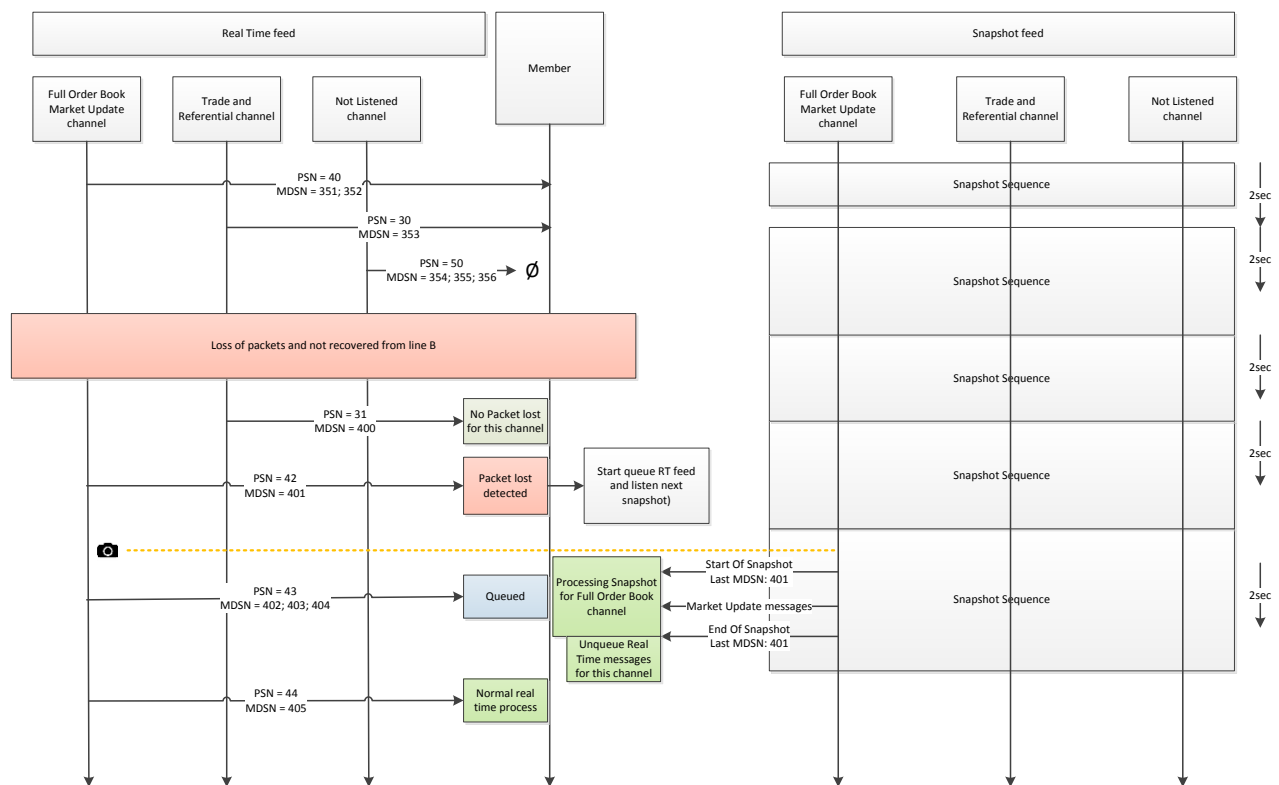 Real Time feed
Member
Snapshot feed
Full Order Book
Market Update
channel
Trade and
Referential channel
Not Listened
channel
Full Order Book
Market Update
channel
Trade and
Referential channel
Not Listened
channel
PSN = 40
MDSN = 351; 352
Snapshot Sequence
2sec
PSN = 30
MDSN = 353
PSN = 50
MDSN = 354; 355; 356
Ø
Snapshot Sequence
2sec
Loss of packets and not recovered from line B
Snapshot Sequence
2sec
PSN = 31
MDSN = 400
No Packet lost
for this channel
PSN = 42
MDSN = 401
Packet lost
detected
Start queue RT feed
and listen next
snapshot)
Snapshot Sequence
2sec
Start Of Snapshot
Last MDSN: 401
PSN = 43
MDSN = 402; 403; 404
Queued
Processing Snapshot
for Full Order Book
channel
Market Update messages
Snapshot Sequence
2sec
End Of Snapshot
Last MDSN: 401
Unqueue Real
Time messages
for this channel
PSN = 44
MDSN = 405
Normal real
time process